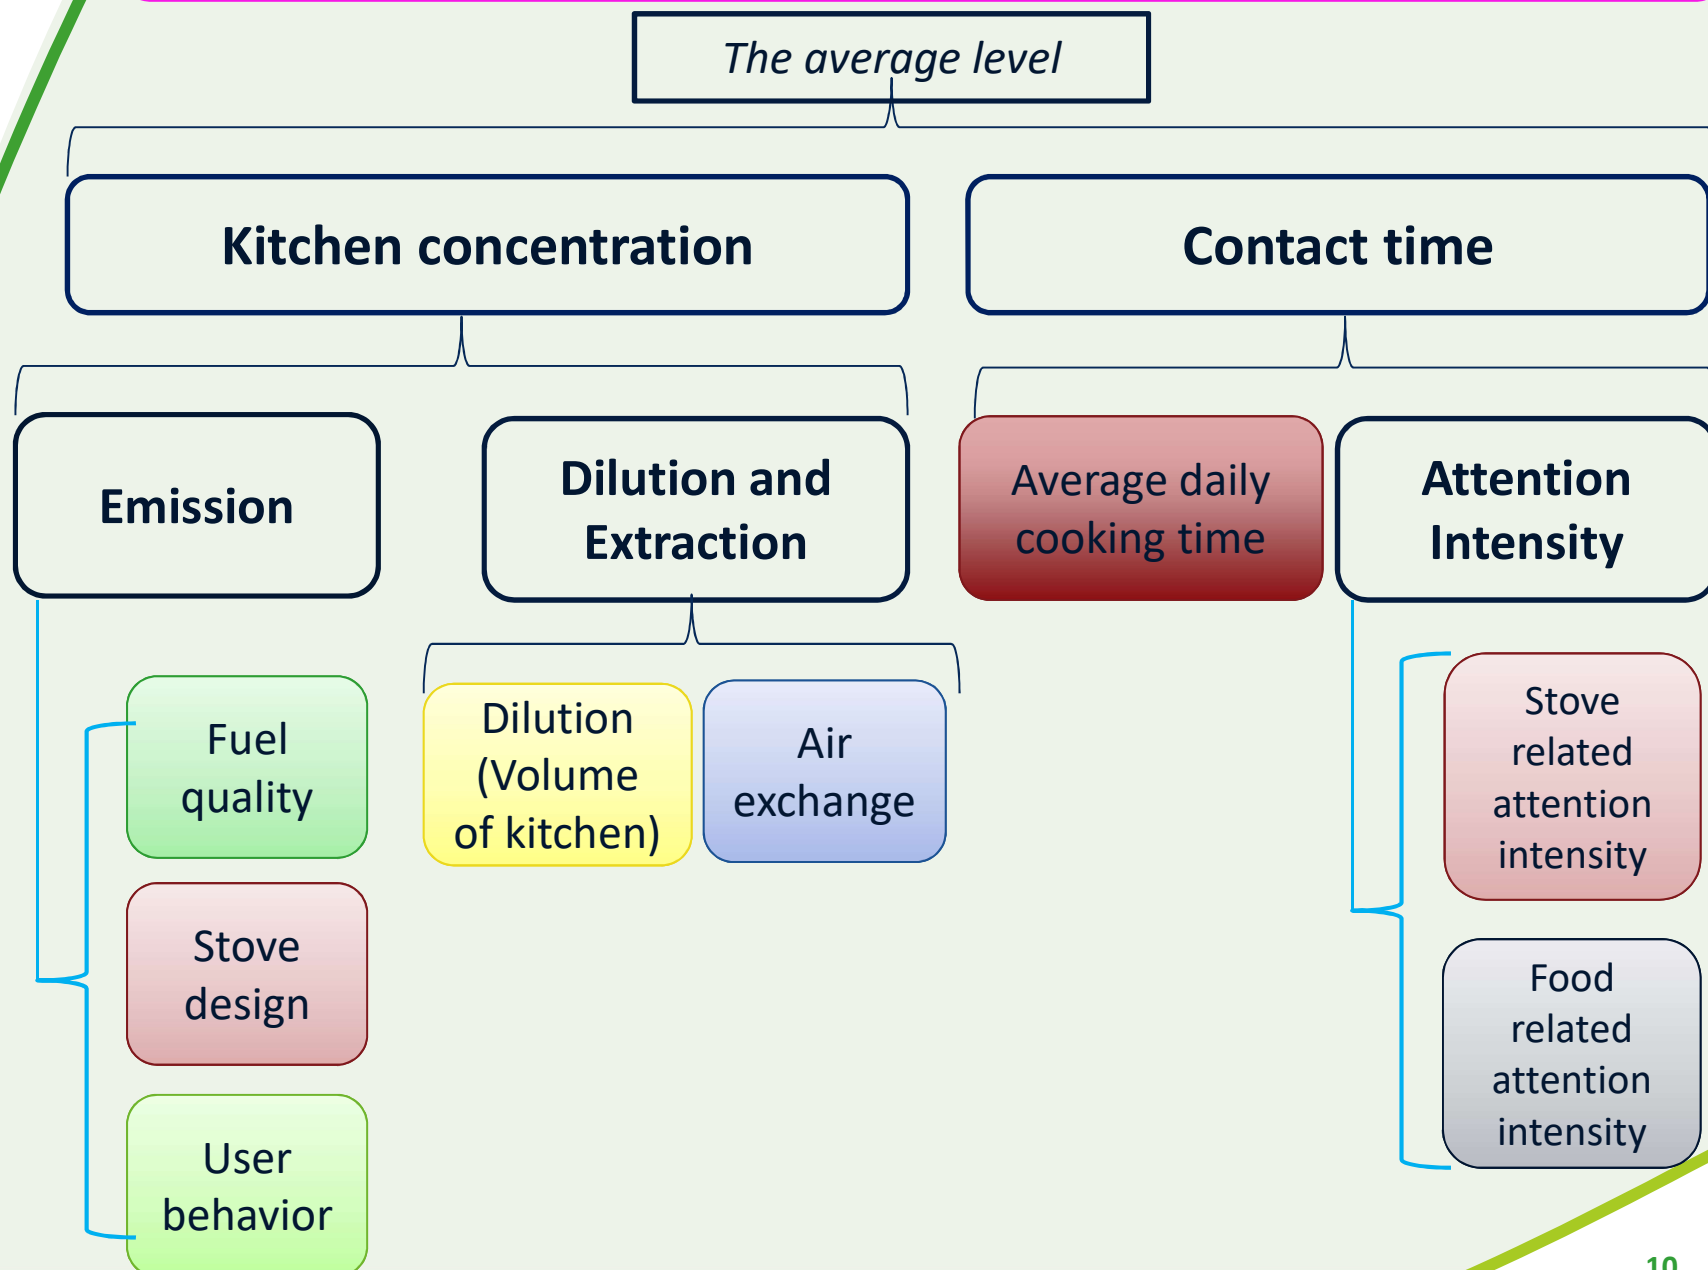 The average level
Kitchen concentration
Contact time
Emission
Dilution and
Extraction
Average daily
cooking time
Attention
Intensity
Fuel
quality
Dilution
(Volume
of kitchen)
Air
exchange
Stove
related
attention
intensity
Stove
design
Food
related
attention
intensity
User
behavior
10